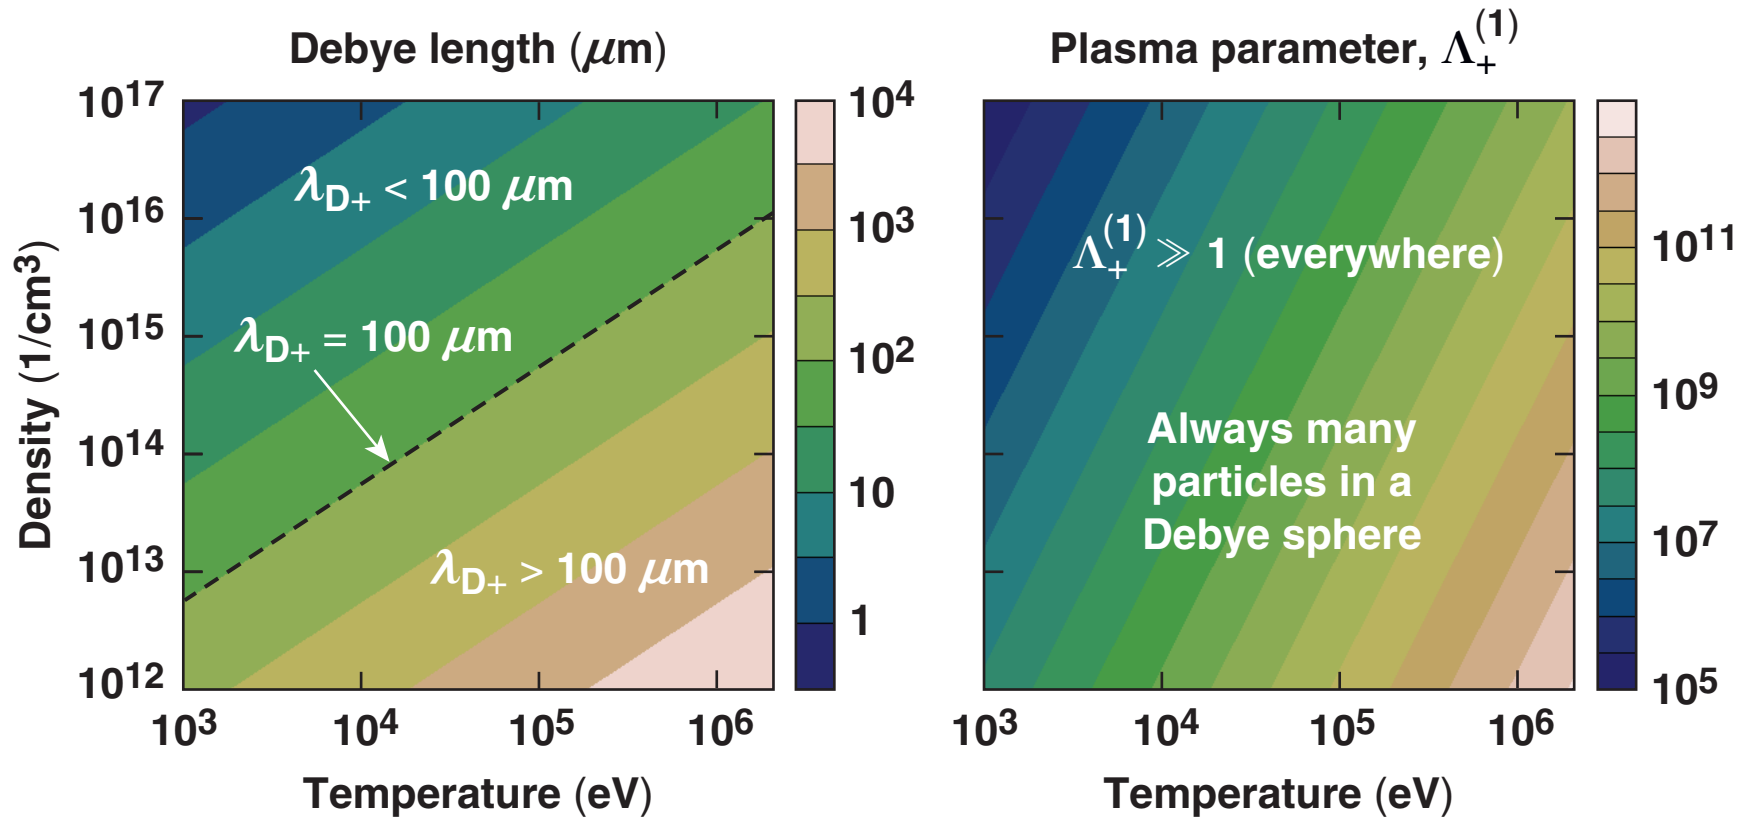 Debye length (μm)
10¹⁷
10¹⁶
10¹⁵
10¹⁴
10¹³
10¹²
Density (1/cm³)
λD+ < 100 μm
λD+ = 100 μm
λD+ > 100 μm
10³ 10⁴ 10⁵ 10⁶
Temperature (eV)
10⁴
10³
10²
10
1
Plasma parameter, Λ₊⁽¹⁾
Λ₊⁽¹⁾ ≫ 1 (everywhere)
Always many
particles in a
Debye sphere
10³ 10⁴ 10⁵ 10⁶
Temperature (eV)
10¹¹
10⁹
10⁷
10⁵